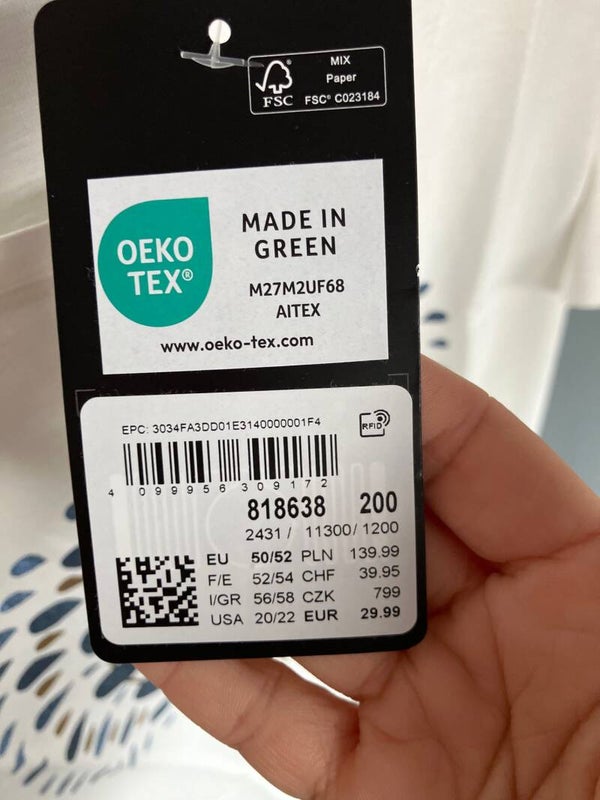 MIX
Paper
FSC
FSC® C023184
OEKO
TEX®
MADE IN
GREEN
M27M2UF68
AITEX
www.oeko-tex.com
EPC: 3034FA3DD01E3140000001F4
RFID
4 099956 309172
818638 200
2431 / 11300/ 1200
EU 50/52 PLN 139.99
F/E 52/54 CHF 39.95
I/GR 56/58 CZK 799
USA 20/22 EUR 29.99